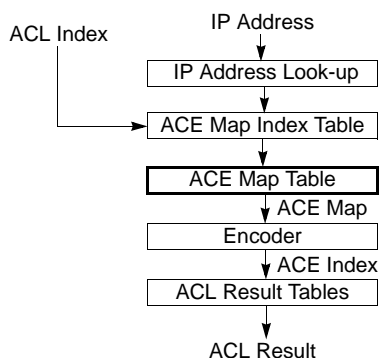 IP Address
ACL Index
IP Address Look-up
ACE Map Index Table
ACE Map Table
ACE Map
Encoder
ACE Index
ACL Result Tables
ACL Result